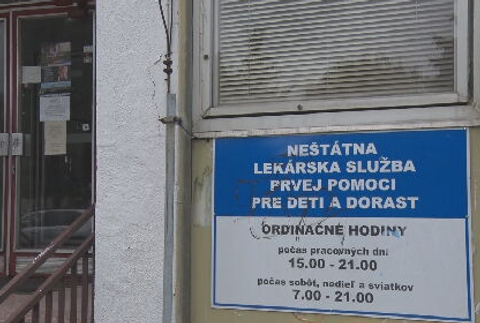 NEŠTÁTNA
LEKÁRSKA SLUŽBA
PRVEJ POMOCI
PRE DETI A DORAST
ORDINAČNÉ HODINY
počas pracovných dní
15.00 - 21.00
počas sobôt, nedieľ a sviatkov
7.00 - 21.00